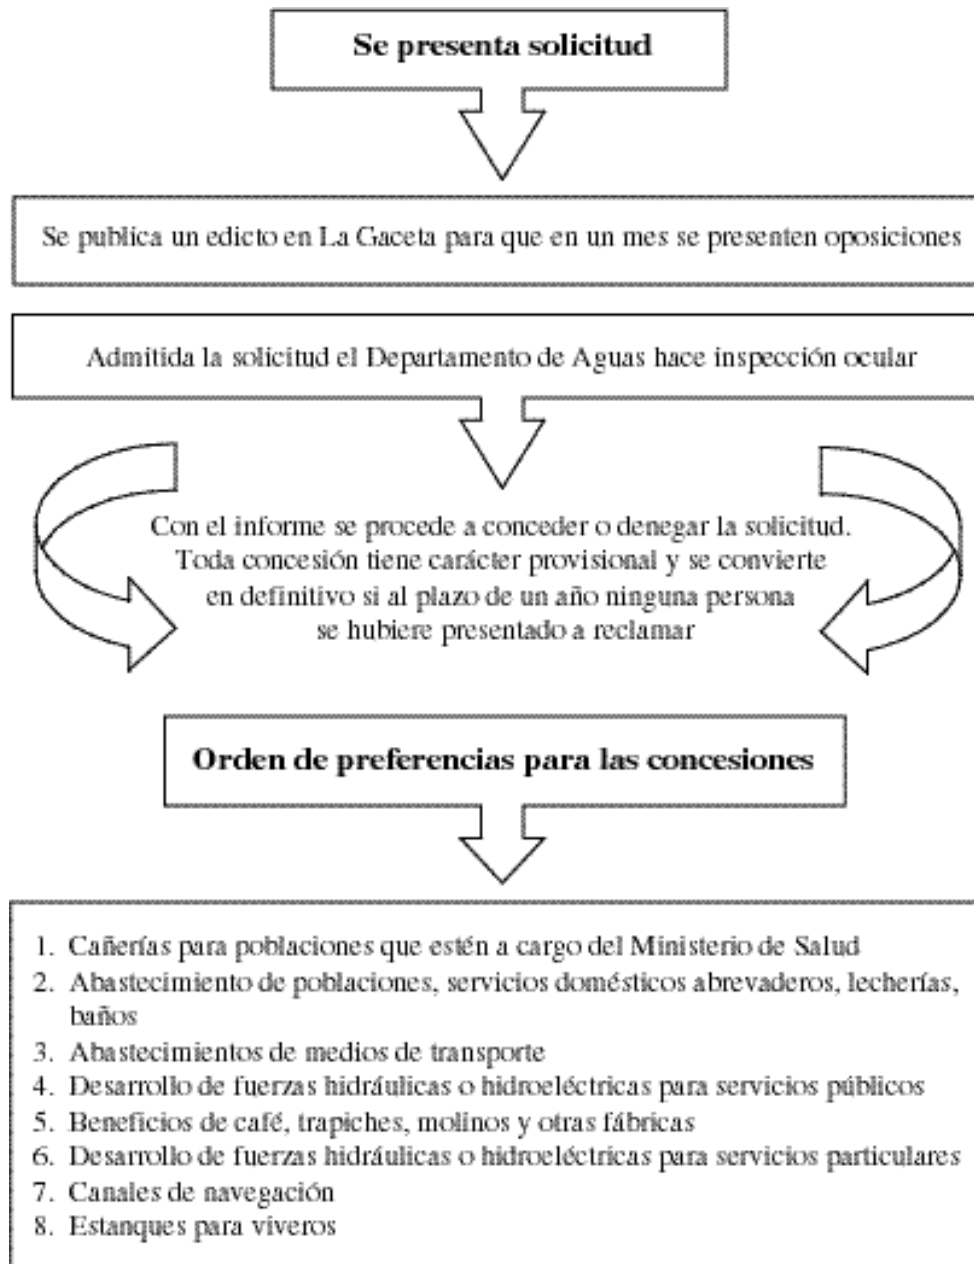 Se presenta solicitud
Se publica un edicto en La Gaceta para que en un mes se presenten oposiciones
Admitida la solicitud el Departamento de Aguas hace inspección ocular
Con el informe se procede a conceder o denegar la solicitud.
Toda concesión tiene carácter provisional y se convierte
en definitivo si al plazo de un año ninguna persona
se hubiere presentado a reclamar
Orden de preferencias para las concesiones
1. Cañerías para poblaciones que estén a cargo del Ministerio de Salud
2. Abastecimiento de poblaciones, servicios domésticos abrevaderos, lecherías,
baños
3. Abastecimientos de medios de transporte
4. Desarrollo de fuerzas hidráulicas o hidroeléctricas para servicios públicos
5. Beneficios de café, trapiches, molinos y otras fábricas
6. Desarrollo de fuerzas hidráulicas o hidroeléctricas para servicios particulares
7. Canales de navegación
8. Estanques para viveros